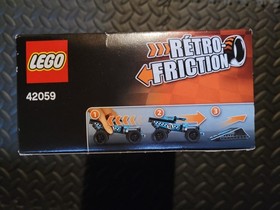 LEGO
RÉTRO
FRICTION
42059
1
2
3